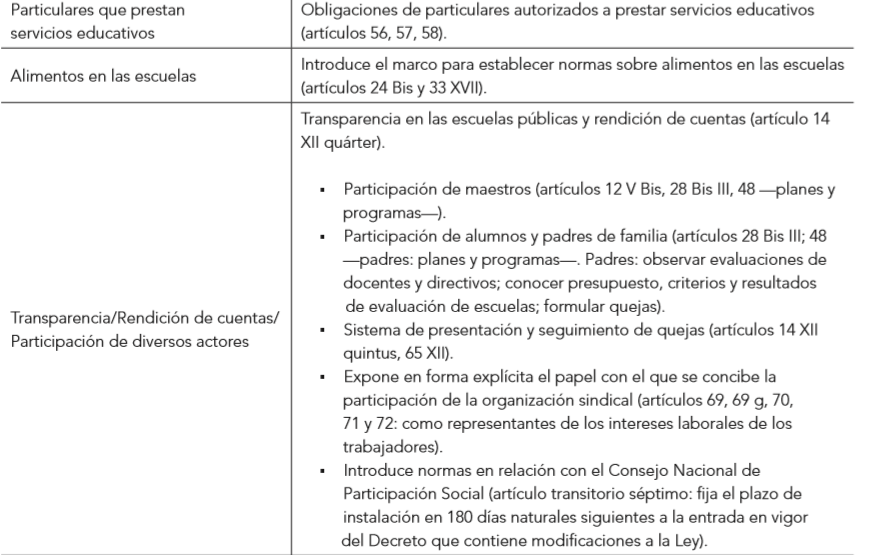 Particulares que prestan
servicios educativos
Obligaciones de particulares autorizados a prestar servicios educativos
(artículos 56, 57, 58).
Alimentos en las escuelas
Introduce el marco para establecer normas sobre alimentos en las escuelas
(artículos 24 Bis y 33 XVII).
Transparencia/Rendición de cuentas/
Participación de diversos actores
Transparencia en las escuelas públicas y rendición de cuentas (artículo 14
XII quárter).
▪ Participación de maestros (artículos 12 V Bis, 28 Bis III, 48 —planes y
programas—).
▪ Participación de alumnos y padres de familia (artículos 28 Bis III; 48
—padres: planes y programas—. Padres: observar evaluaciones de
docentes y directivos; conocer presupuesto, criterios y resultados
de evaluación de escuelas; formular quejas).
▪ Sistema de presentación y seguimiento de quejas (artículos 14 XII
quintus, 65 XII).
▪ Expone en forma explícita el papel con el que se concibe la
participación de la organización sindical (artículos 69, 69 g, 70,
71 y 72: como representantes de los intereses laborales de los
trabajadores).
▪ Introduce normas en relación con el Consejo Nacional de
Participación Social (artículo transitorio séptimo: fija el plazo de
instalación en 180 días naturales siguientes a la entrada en vigor
del Decreto que contiene modificaciones a la Ley).